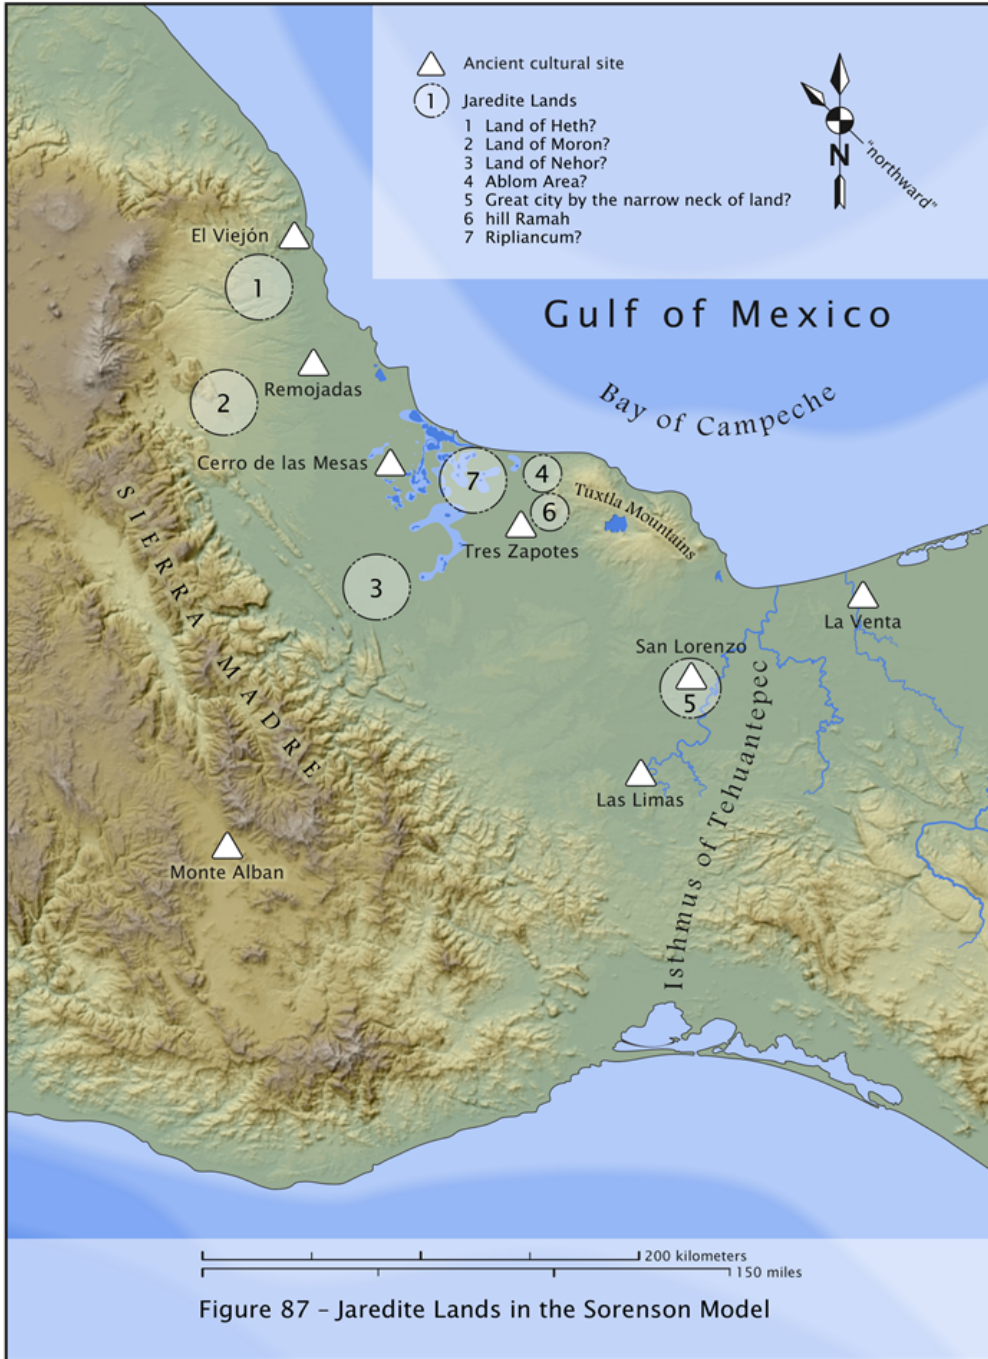 Ancient cultural site
1 Jaredite Lands
1 Land of Heth?
2 Land of Moron?
3 Land of Nehor?
4 Ablom Area?
5 Great city by the narrow neck of land?
6 hill Ramah
7 Ripliancum?
N
"northward"
El Viejón
1
Gulf of Mexico
Remojadas
2
Bay of Campeche
Cerro de las Mesas
7
4
6
Tuxtla Mountains
Tres Zapotes
SIERRA MADRE
3
La Venta
San Lorenzo
5
Isthmus of Tehuantepec
Las Limas
Monte Alban
200 kilometers
150 miles
Figure 87 – Jaredite Lands in the Sorenson Model